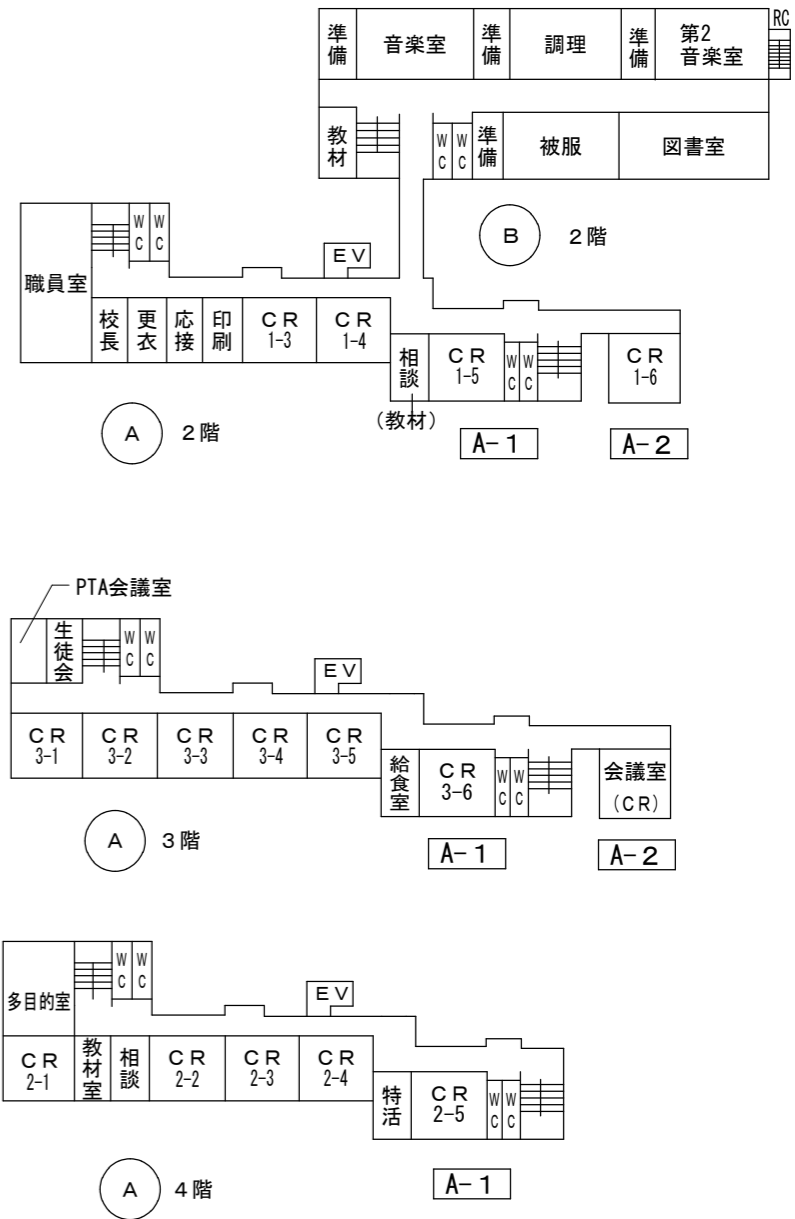 準備
音楽室
準備
調理
準備
第2
音楽室
RC
教材
WC
WC
準備
被服
図書室
B
2階
職員室
WC
WC
EV
校長
更衣
応接
印刷
CR
1-3
CR
1-4
相談
(教材)
CR
1-5
WC
WC
CR
1-6
A
2階
A-1
A-2
PTA会議室
生徒会
WC
WC
EV
CR
3-1
CR
3-2
CR
3-3
CR
3-4
CR
3-5
給食室
CR
3-6
WC
WC
会議室
(CR)
A
3階
A-1
A-2
多目的室
WC
WC
EV
CR
2-1
教材室
相談
CR
2-2
CR
2-3
CR
2-4
特活
CR
2-5
WC
WC
A
4階
A-1